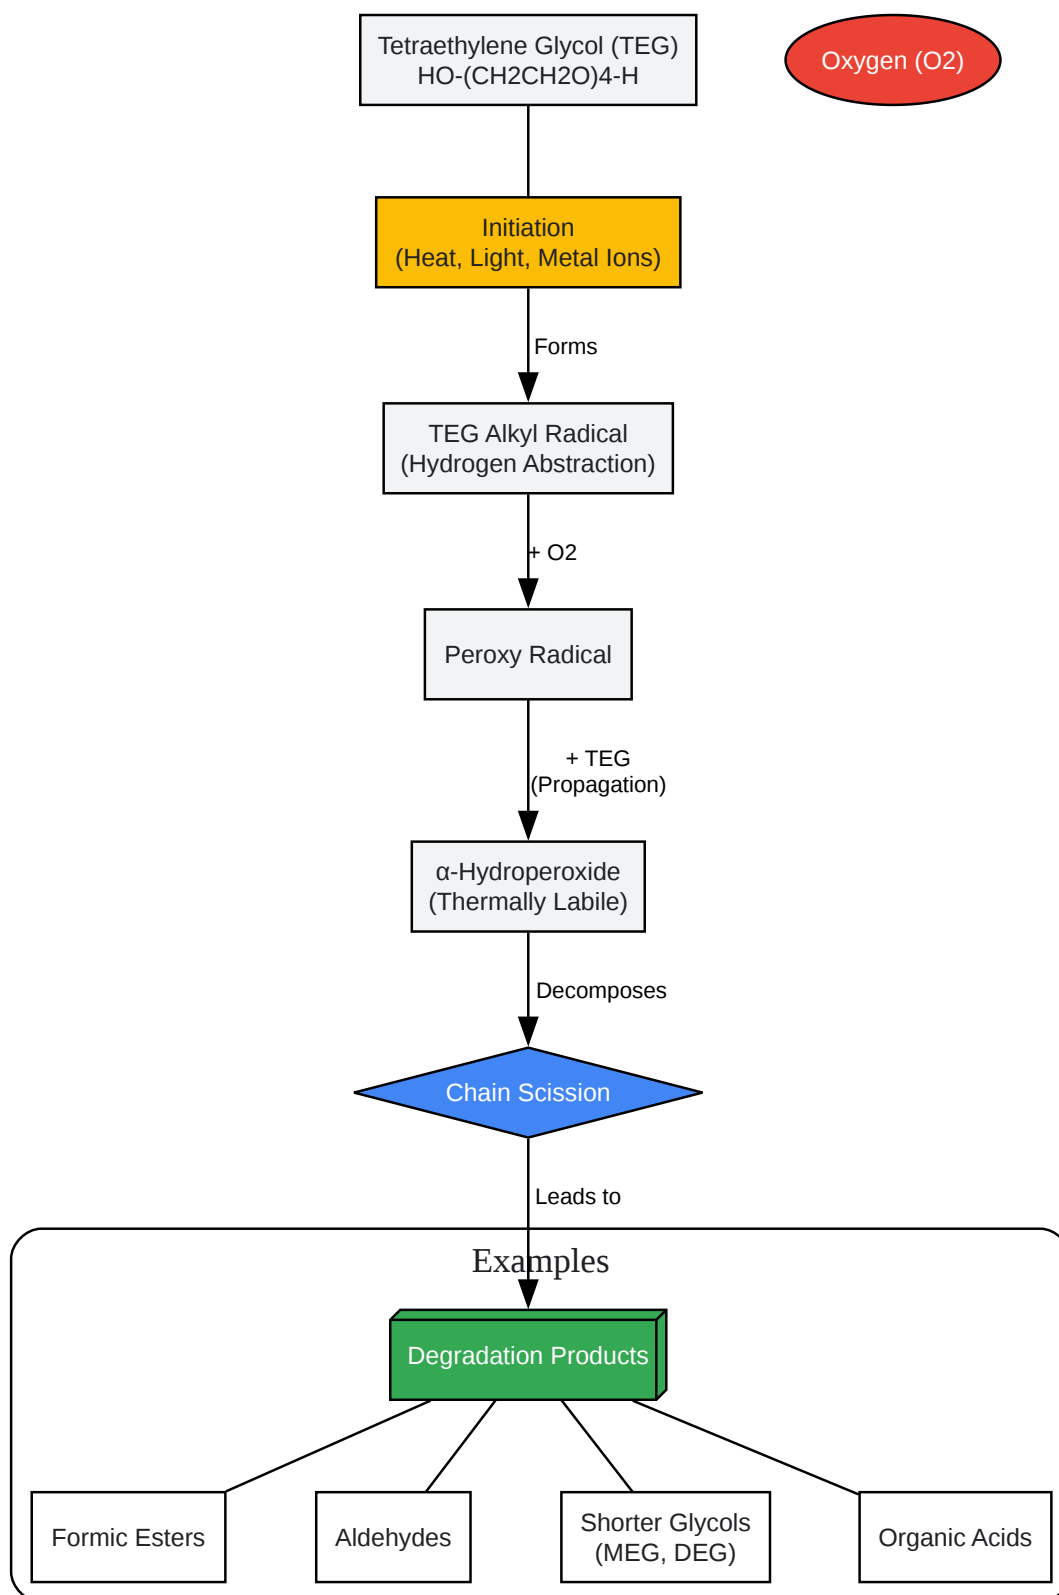 Tetraethylene Glycol (TEG)
HO-(CH2CH2O)4-H
Oxygen (O2)
Initiation
(Heat, Light, Metal Ions)
Forms
TEG Alkyl Radical
(Hydrogen Abstraction)
+ O2
Peroxy Radical
+ TEG
(Propagation)
α-Hydroperoxide
(Thermally Labile)
Decomposes
Chain Scission
Leads to
Examples
Degradation Products
Formic Esters
Aldehydes
Shorter Glycols
(MEG, DEG)
Organic Acids